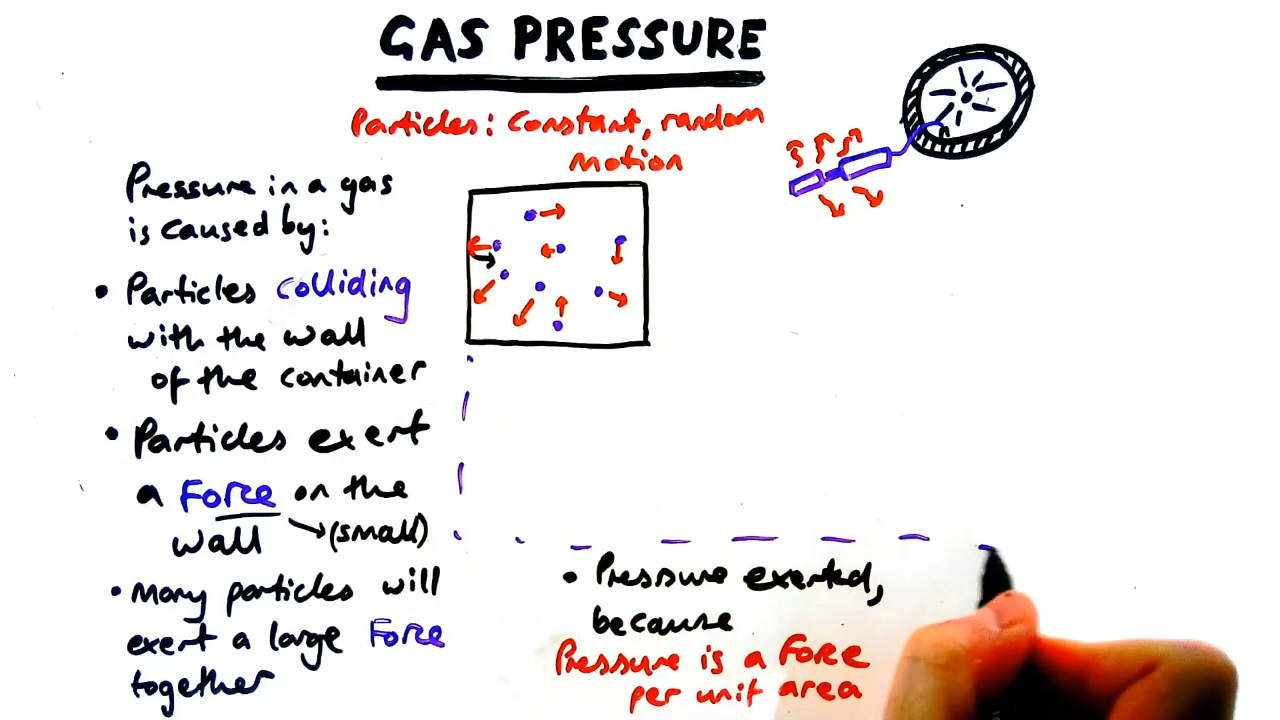 GAS PRESSURE
Particles: Constant, random
motion
Pressure in a gas
is caused by:
• Particles colliding
with the wall
of the container
• Particles exert
a Force on the
wall → (small)
• Many particles will
exert a large Force
together
• Pressure exerted,
because
Pressure is a Force
per unit area